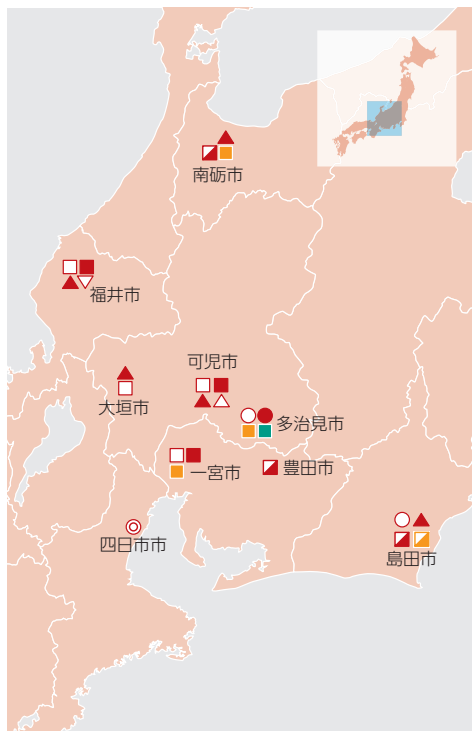 南砺市
福井市
可児市
大垣市
多治見市
一宮市
豊田市
四日市市
島田市